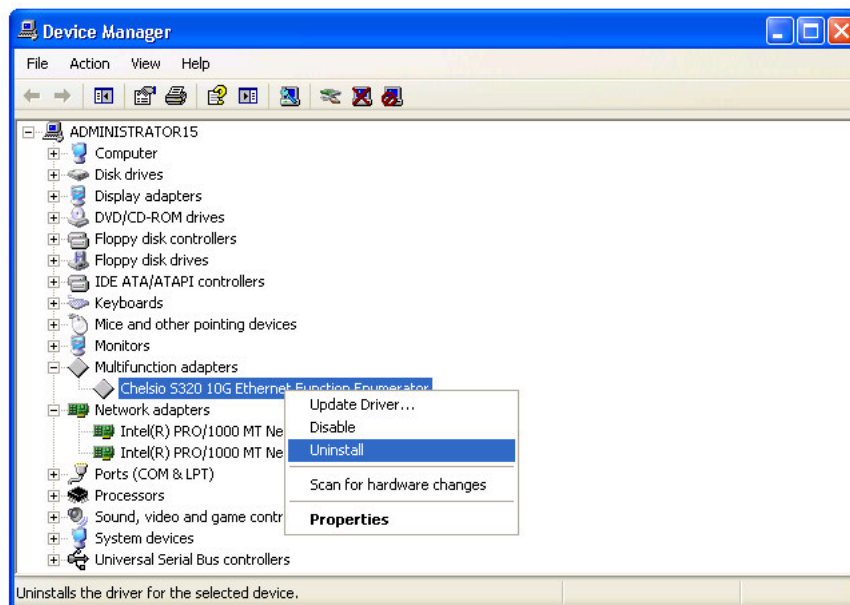 Device Manager
File Action View Help
ADMINISTRATOR15
Computer
Disk drives
Display adapters
DVD/CD-ROM drives
Floppy disk controllers
Floppy disk drives
IDE ATA/ATAPI controllers
Keyboards
Mice and other pointing devices
Monitors
Multifunction adapters
Chelsio S320 10G Ethernet Function Enumerator
Network adapters
Intel(R) PRO/1000 MT Ne
Intel(R) PRO/1000 MT Ne
Ports (COM & LPT)
Processors
Sound, video and game contr
System devices
Universal Serial Bus controllers
Update Driver...
Disable
Uninstall
Scan for hardware changes
Properties
Uninstalls the driver for the selected device.